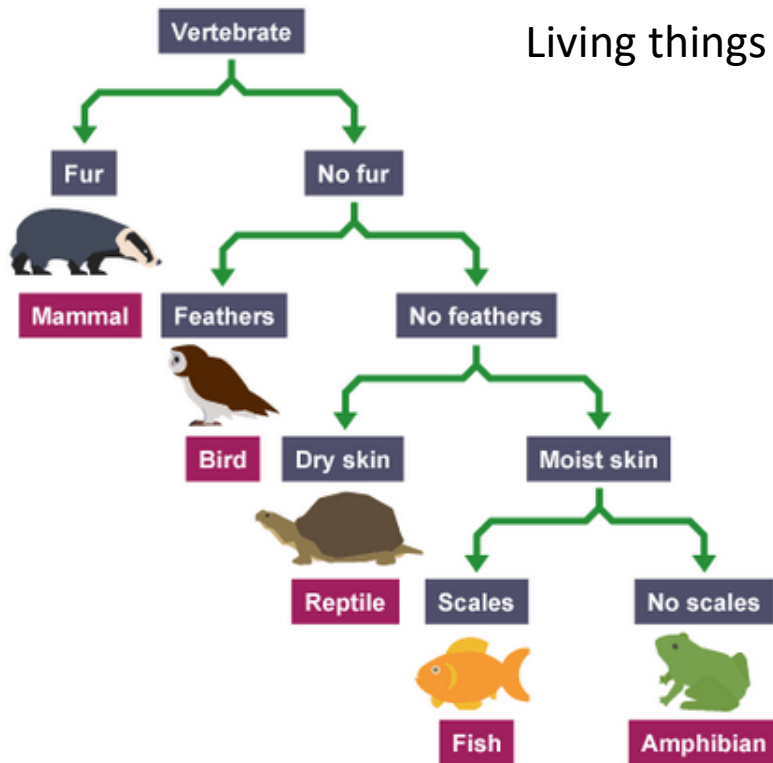 Living things
Vertebrate
Fur
No fur
Mammal
Feathers
No feathers
Bird
Dry skin
Moist skin
Reptile
Scales
No scales
Fish
Amphibian